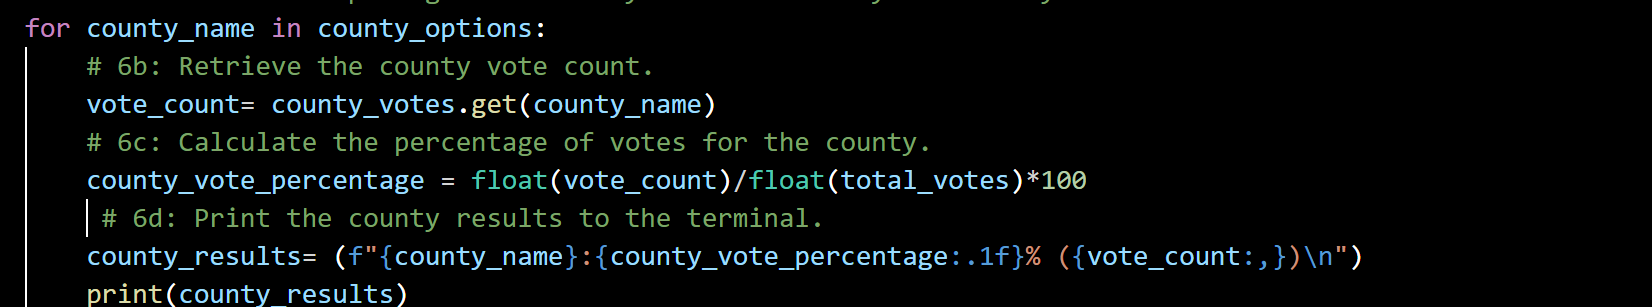 for county_name in county_options:
# 6b: Retrieve the county vote count.
vote_count= county_votes.get(county_name)
# 6c: Calculate the percentage of votes for the county.
county_vote_percentage = float(vote_count)/float(total_votes)*100
# 6d: Print the county results to the terminal.
county_results= (f"{county_name}:{county_vote_percentage:.1f}% ({vote_count:,})\n")
print(county_results)